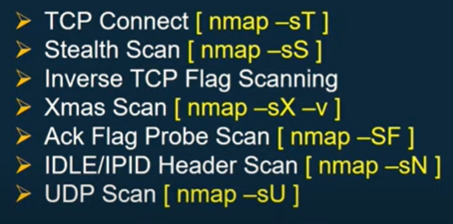 TCP Connect [ nmap –sT ]
Stealth Scan [ nmap –sS ]
Inverse TCP Flag Scanning
Xmas Scan [ nmap –sX –v ]
Ack Flag Probe Scan [ nmap –SF ]
IDLE/IPID Header Scan [ nmap –sN ]
UDP Scan [ nmap –sU ]